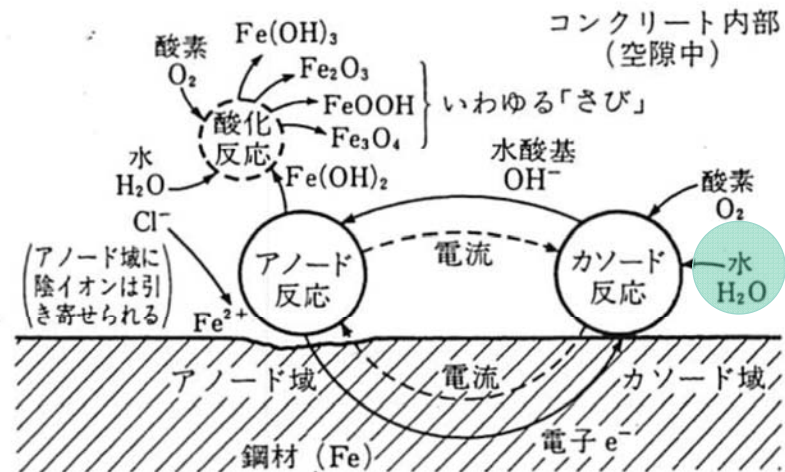 コンクリート内部
(空隙中)
酸素
O₂
Fe(OH)₃
Fe₂O₃
FeOOH
Fe₃O₄
いわゆる「さび」
酸化
反応
水
H₂O
Fe(OH)₂
水酸基
OH⁻
酸素
O₂
Cl⁻
(アノード域に
陰イオンは引
き寄せられる)
Fe²⁺
アノード
反応
電流
カソード
反応
水
H₂O
アノード域
電流
カソード域
電子 e⁻
鋼材 (Fe)